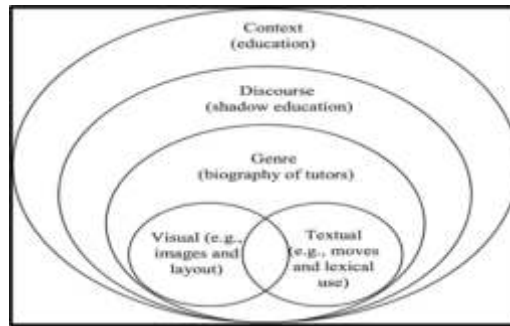 Context
(education)
Discourse
(shadow education)
Genre
(biography of tutors)
Visual (e.g.,
images and
layout)
Textual
(e.g., moves
and lexical
use)